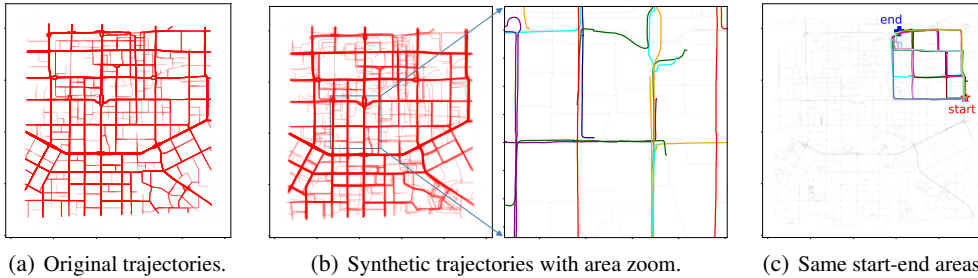 end
start
(a) Original trajectories.
(b) Synthetic trajectories with area zoom.
(c) Same start-end areas